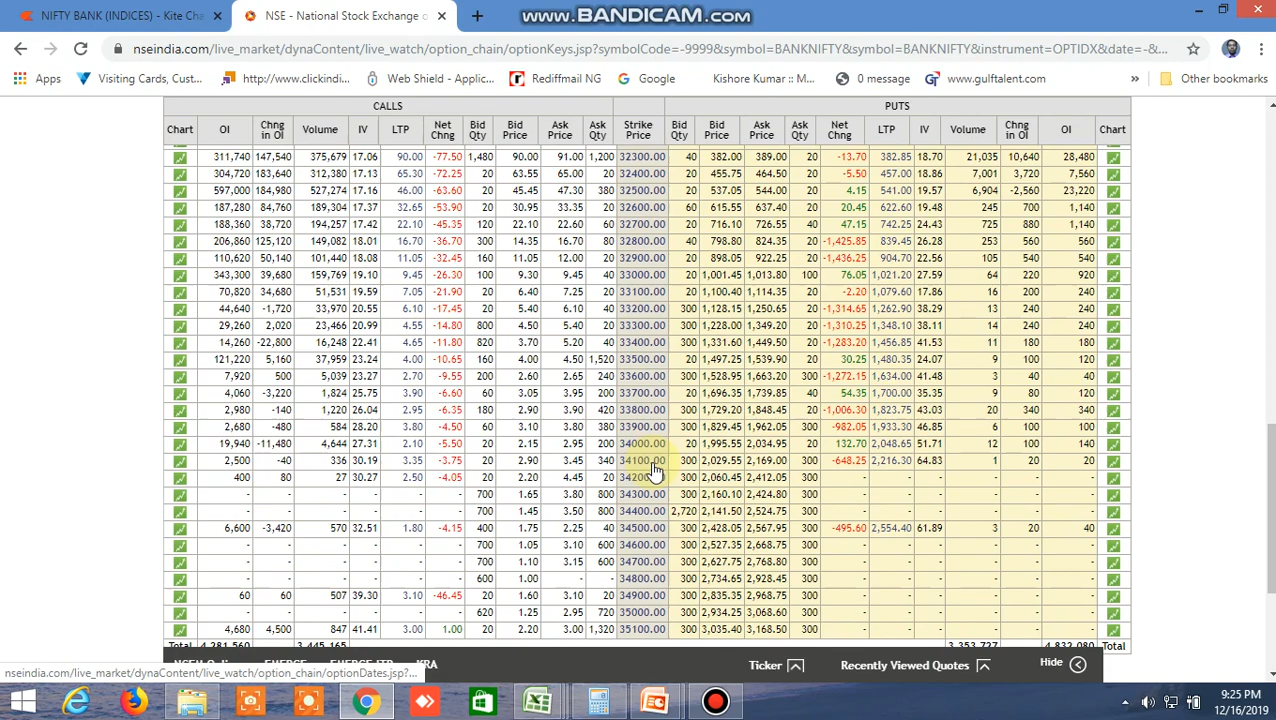 NIFTY BANK (INDICES) - Kite Cha
NSE - National Stock Exchange o
www.BANDICAM.com
nseindia.com/live_market/dynaContent/live_watch/option_chain/optionKeys.jsp?symbolCode=-9999&symbol=BANKNIFTY&symbol=BANKNIFTY&instrument=OPTIDX&date=-&...
Apps Visiting Cards, Cust... http://www.clickindi... Web Shield - Applic... Rediffmail NG Google Kishore Kumar :: M... 0 message www.gulftalent.com » Other bookmarks
CALLS PUTS
Chart OI Chng in OI Volume IV LTP Net Chng Bid Qty Bid Price Ask Price Ask Qty Strike Price Bid Qty Bid Price Ask Price Ask Qty Net Chng LTP IV Volume Chng in OI OI Chart
311,740 147,540 375,679 17.06 90.00 -77.50 1,480 90.00 91.00 1,200 32300.00 40 382.00 389.00 20 -13.70 382.85 18.70 21,035 10,640 28,480
304,720 183,640 312,380 17.13 65.30 -72.25 20 63.55 65.00 20 32400.00 20 455.75 464.50 20 -5.50 457.00 18.86 7,001 3,720 7,560
597,000 184,980 527,274 17.16 46.00 -63.60 20 45.45 47.30 380 32500.00 20 537.05 544.00 20 4.15 541.00 19.57 6,904 -2,560 23,220
187,280 84,760 189,304 17.37 32.65 -53.90 20 30.95 33.35 20 32600.00 60 615.55 637.40 20 20.45 622.60 19.48 245 700 1,140
188,360 38,720 194,257 17.42 22.10 -45.35 120 22.10 22.60 60 32700.00 20 716.10 726.55 40 47.15 742.25 24.43 725 880 1,140
206,860 125,120 149,082 18.01 16.70 -36.70 300 14.35 16.70 80 32800.00 40 798.80 824.35 20 -1,425.85 839.45 26.28 253 560 560
110,620 50,140 101,440 18.08 11.05 -32.45 160 11.05 12.00 20 32900.00 20 898.05 922.25 20 -1,436.25 904.70 22.56 105 540 540
343,300 39,680 159,769 19.10 9.45 -26.30 100 9.30 9.45 40 33000.00 20 1,001.45 1,013.80 100 76.05 1,021.20 27.59 64 220 920
70,820 34,680 51,531 19.59 7.05 -21.90 20 6.40 7.25 20 33100.00 20 1,100.40 1,114.35 20 -2.20 1,079.60 17.86 16 200 240
44,640 -1,720 33,970 20.55 6.10 -17.45 20 5.40 6.10 40 33200.00 20 1,128.15 1,250.65 20 -1,314.65 1,262.90 38.29 13 240 240
29,260 2,020 23,466 20.99 4.55 -14.80 800 4.50 5.40 20 33300.00 20 1,228.00 1,349.20 20 -1,310.25 1,348.10 38.11 14 240 240
14,260 -22,800 16,248 22.41 4.65 -11.80 820 3.70 5.20 40 33400.00 20 1,331.60 1,449.50 20 -1,283.20 1,456.85 41.53 11 180 180
121,220 5,160 37,959 23.24 4.00 -10.65 160 4.00 4.50 1,520 33500.00 20 1,497.25 1,539.90 20 30.25 1,480.35 24.07 9 100 120
7,920 500 5,039 23.27 2.70 -9.55 200 2.60 2.65 240 33600.00 300 1,528.95 1,663.20 300 -1,272.15 1,634.00 41.48 3 40 40
4,060 -3,220 1,824 25.75 3.90 -6.60 60 3.05 3.95 200 33700.00 20 1,696.35 1,739.85 40 54.35 1,700.00 35.35 9 80 120
2,980 -140 1,220 26.04 2.95 -6.35 180 2.90 3.90 420 33800.00 300 1,729.20 1,848.45 20 -1,006.30 1,823.75 43.03 20 340 340
2,680 -480 584 28.20 3.80 -4.50 60 3.10 3.80 380 33900.00 300 1,829.45 1,962.05 300 -982.05 1,933.30 46.85 6 100 100
19,940 -11,480 4,644 27.31 2.10 -5.50 20 2.15 2.95 200 34000.00 20 1,995.55 2,034.95 20 132.70 2,048.65 51.71 12 100 140
2,500 -40 336 30.19 3.35 -3.75 20 2.90 3.45 340 34100.00 300 2,029.55 2,169.00 300 -648.25 2,216.30 64.83 1 20 20
400 80 27 30.27 2.50 -4.05 20 2.20 4.45 20 34200.00 300 2,060.45 2,412.05 300 - - - - - -
- - - - - - 700 1.65 3.80 800 34300.00 300 2,160.10 2,424.80 300 - - - - - -
- - - - - - 700 1.45 3.50 800 34400.00 2,720 2,141.50 2,524.75 300 - - - - - -
6,600 -3,420 570 32.51 1.80 -4.15 400 1.75 2.25 40 34500.00 300 2,428.05 2,567.95 300 -495.60 2,554.40 61.89 3 20 40
- - - - - - 700 1.05 3.10 600 34600.00 300 2,527.35 2,668.75 300 - - - - - -
- - - - - - 700 1.10 3.15 600 34700.00 300 2,627.75 2,768.80 300 - - - - - -
- - - - - - 600 1.00 - - 34800.00 300 2,734.65 2,928.45 300 - - - - - -
60 60 507 39.30 3.10 -46.45 20 1.60 3.10 20 34900.00 300 2,835.35 2,968.75 300 - - - - - -
- - - - - - 620 1.25 2.95 720 35000.00 300 2,934.25 3,068.60 300 - - - - - -
4,680 4,500 847 41.41 3.00 1.00 20 2.20 3.00 1,320 35100.00 300 3,035.40 3,168.50 300 - - - - - -
Total 4,281,560 3,445,165 3,353,727 4,832,080 Total
Ticker Recently Viewed Quotes Hide
nseindia.com/live_market/dynaContent/live_watch/option_chain/optionDates.jsp?...
9:25 PM
12/16/2019